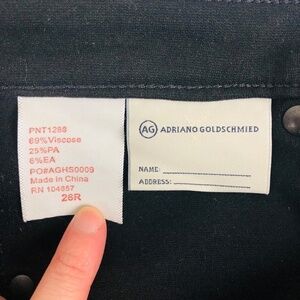 PNT1288
69%Viscose
25%PA
6%EA
PO#AGHS0009
Made in China
RN 104857
28R
AG ADRIANO GOLDSCHMIED
NAME:
ADDRESS: